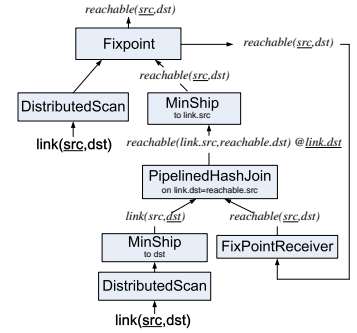 reachable(src,dst)
Fixpoint
reachable(src,dst)
reachable(src,dst)
DistributedScan
MinShip
to link.src
link(src,dst)
reachable(link.src,reachable.dst) @link.dst
PipelinedHashJoin
on link.dst=reachable.src
link(src,dst)
reachable(src,dst)
MinShip
to dst
FixPointReceiver
DistributedScan
link(src,dst)